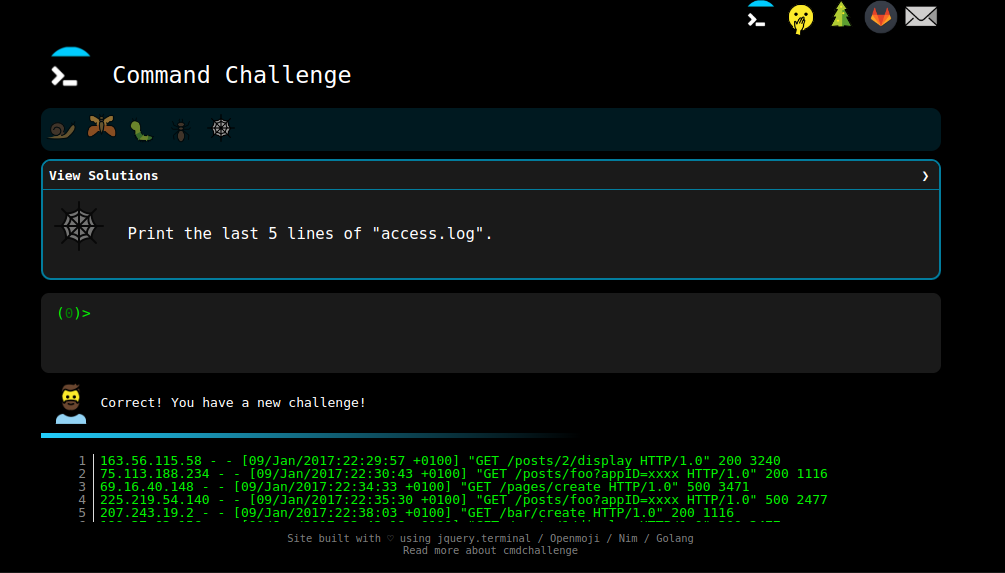 Command Challenge
View Solutions ❯
Print the last 5 lines of "access.log".
(0)>
Correct! You have a new challenge!
1 163.56.115.58 - - [09/Jan/2017:22:29:57 +0100] "GET /posts/2/display HTTP/1.0" 200 3240
2 75.113.188.234 - - [09/Jan/2017:22:30:43 +0100] "GET /posts/foo?appID=xxxx HTTP/1.0" 200 1116
3 69.16.40.148 - - [09/Jan/2017:22:34:33 +0100] "GET /pages/create HTTP/1.0" 500 3471
4 225.219.54.140 - - [09/Jan/2017:22:35:30 +0100] "GET /posts/foo?appID=xxxx HTTP/1.0" 500 2477
5 207.243.19.2 - - [09/Jan/2017:22:38:03 +0100] "GET /bar/create HTTP/1.0" 200 1116
Site built with ♡ using jquery.terminal / Openmoji / Nim / Golang
Read more about cmdchallenge